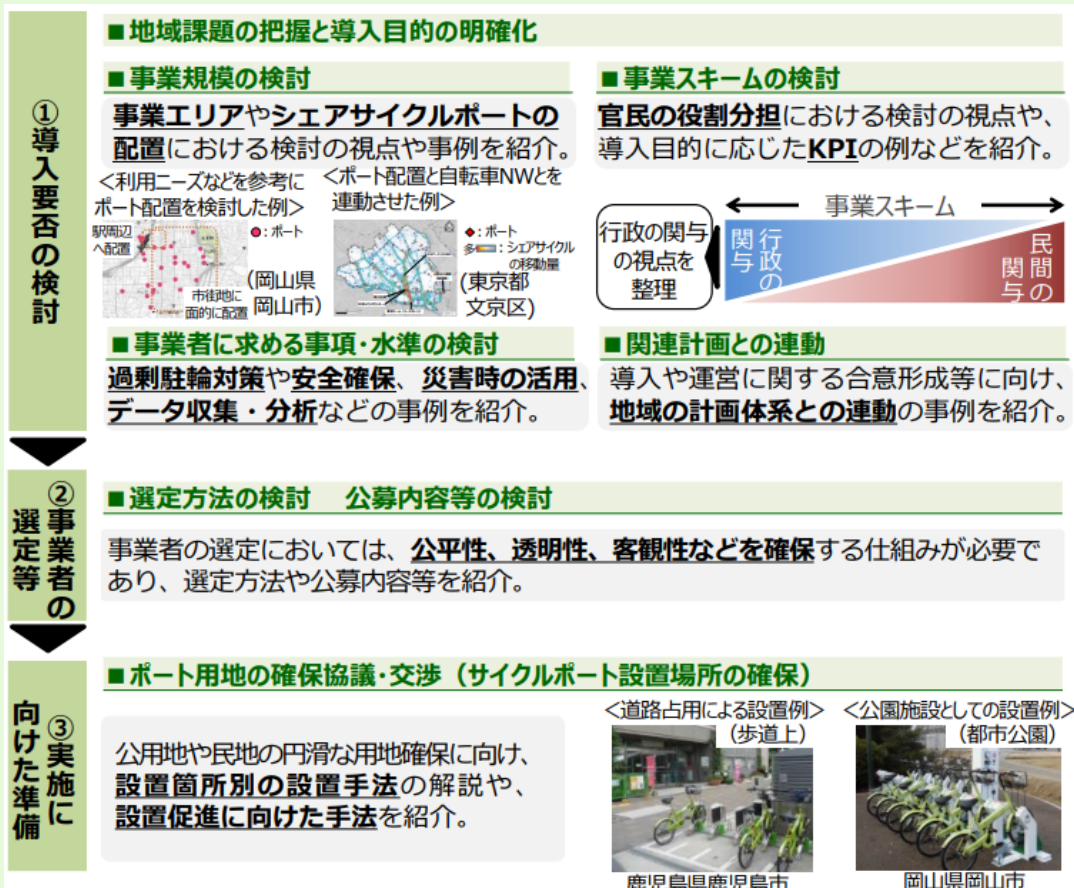 ①導入要否の検討
■地域課題の把握と導入目的の明確化
■事業規模の検討
事業エリアやシェアサイクルポートの
配置における検討の視点や事例を紹介。
<利用ニーズなどを参考に
ポート配置を検討した例>
駅周辺
へ配置
●:ポート
市街地に
面的に配置
(岡山県
岡山市)
<ポート配置と自転車NWとを
連動させた例>
◆:ポート
多 :シェアサイクル
の移動量
(東京都
文京区)
■事業スキームの検討
官民の役割分担における検討の視点や、
導入目的に応じたKPIの例などを紹介。
行政の関与
の視点を
整理
事業スキーム
行政の
関与
民間の
関与
■事業者に求める事項・水準の検討
過剰駐輪対策や安全確保、災害時の活用、
データ収集・分析などの事例を紹介。
■関連計画との連動
導入や運営に関する合意形成等に向け、
地域の計画体系との連動の事例を紹介。
②事業者の
選定等
■選定方法の検討　公募内容等の検討
事業者の選定においては、公平性、透明性、客観性などを確保する仕組みが必要で
あり、選定方法や公募内容等を紹介。
③実施に
向けた準備
■ポート用地の確保協議・交渉（サイクルポート設置場所の確保）
公用地や民地の円滑な用地確保に向け、
設置箇所別の設置手法の解説や、
設置促進に向けた手法を紹介。
<道路占用による設置例>
（歩道上）
鹿児島県鹿児島市
<公園施設としての設置例>
（都市公園）
岡山県岡山市